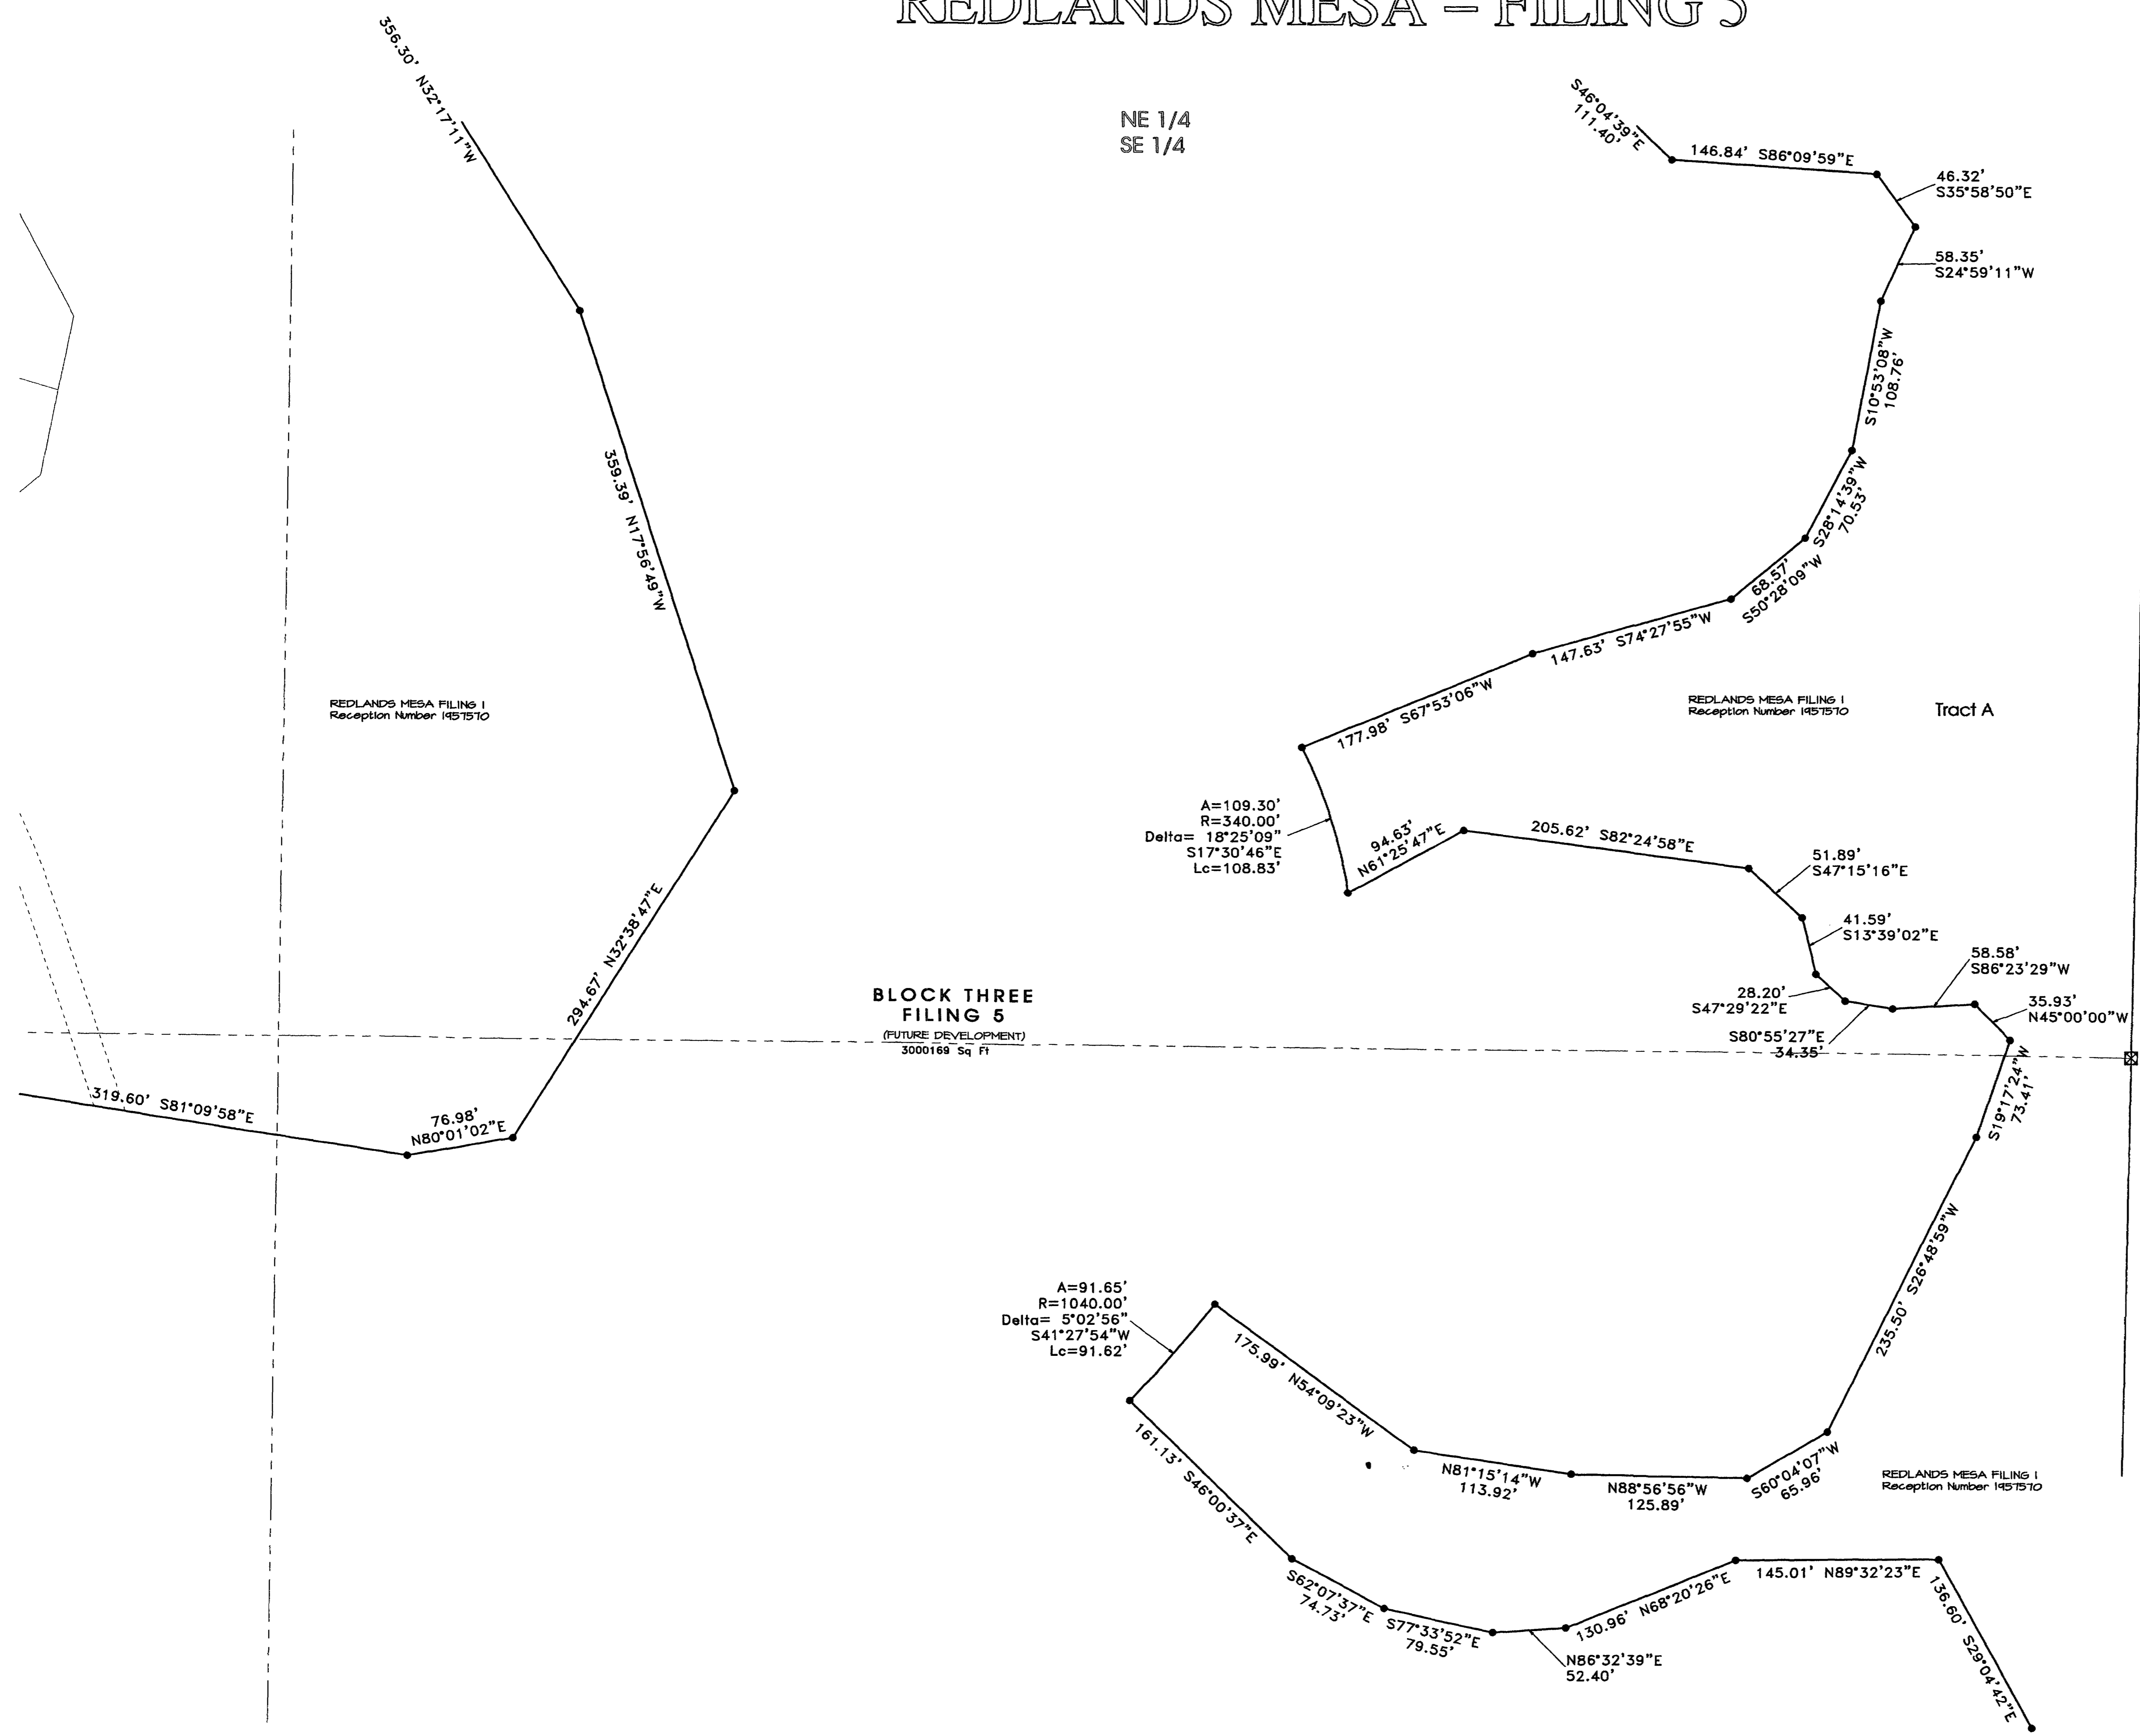 REDLANDS MESA – FILING 5
356.30' N32°17'11"W
NE 1/4
SE 1/4
S46°04'39"E
111.40'
146.84' S86°09'59"E
46.32'
S35°58'50"E
58.35'
S24°59'11"W
S10°53'08"W
108.76'
S28°14'39"W
70.53'
68.57'
S50°28'09"W
147.63' S74°27'55"W
177.98' S67°53'06"W
359.39' N17°56'49"W
REDLANDS MESA FILING 1
Reception Number 1957570
REDLANDS MESA FILING 1
Reception Number 1957570
Tract A
A=109.30'
R=340.00'
Delta= 18°25'09"
S17°30'46"E
Lc=108.83'
94.63'
N61°25'47"E
205.62' S82°24'58"E
51.89'
S47°15'16"E
41.59'
S13°39'02"E
58.58'
S86°23'29"W
28.20'
S47°29'22"E
35.93'
N45°00'00"W
S80°55'27"E
34.35'
294.67' N32°38'47"E
BLOCK THREE
FILING 5
(FUTURE DEVELOPMENT)
3000169 Sq Ft
319.60' S81°09'58"E
76.98'
N80°01'02"E
S19°17'24"W
73.41'
235.50' S26°48'59"W
A=91.65'
R=1040.00'
Delta= 5°02'56"
S41°27'54"W
Lc=91.62'
175.99' N54°09'23"W
N81°15'14"W
113.92'
N88°56'56"W
125.89'
S60°04'07"W
65.96'
REDLANDS MESA FILING 1
Reception Number 1957570
161.13' S46°00'37"E
S62°07'37"E
74.73'
S77°33'52"E
79.55'
N86°32'39"E
52.40'
130.96' N68°20'26"E
145.01' N89°32'23"E
136.60' S29°04'42"E